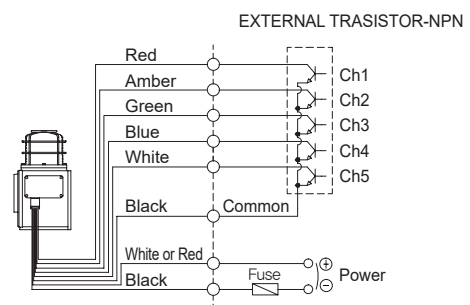 EXTERNAL TRASISTOR-NPN
Red
Ch1
Amber
Ch2
Green
Ch3
Blue
Ch4
White
Ch5
Black
Common
White or Red
Black
Fuse
+
-
Power